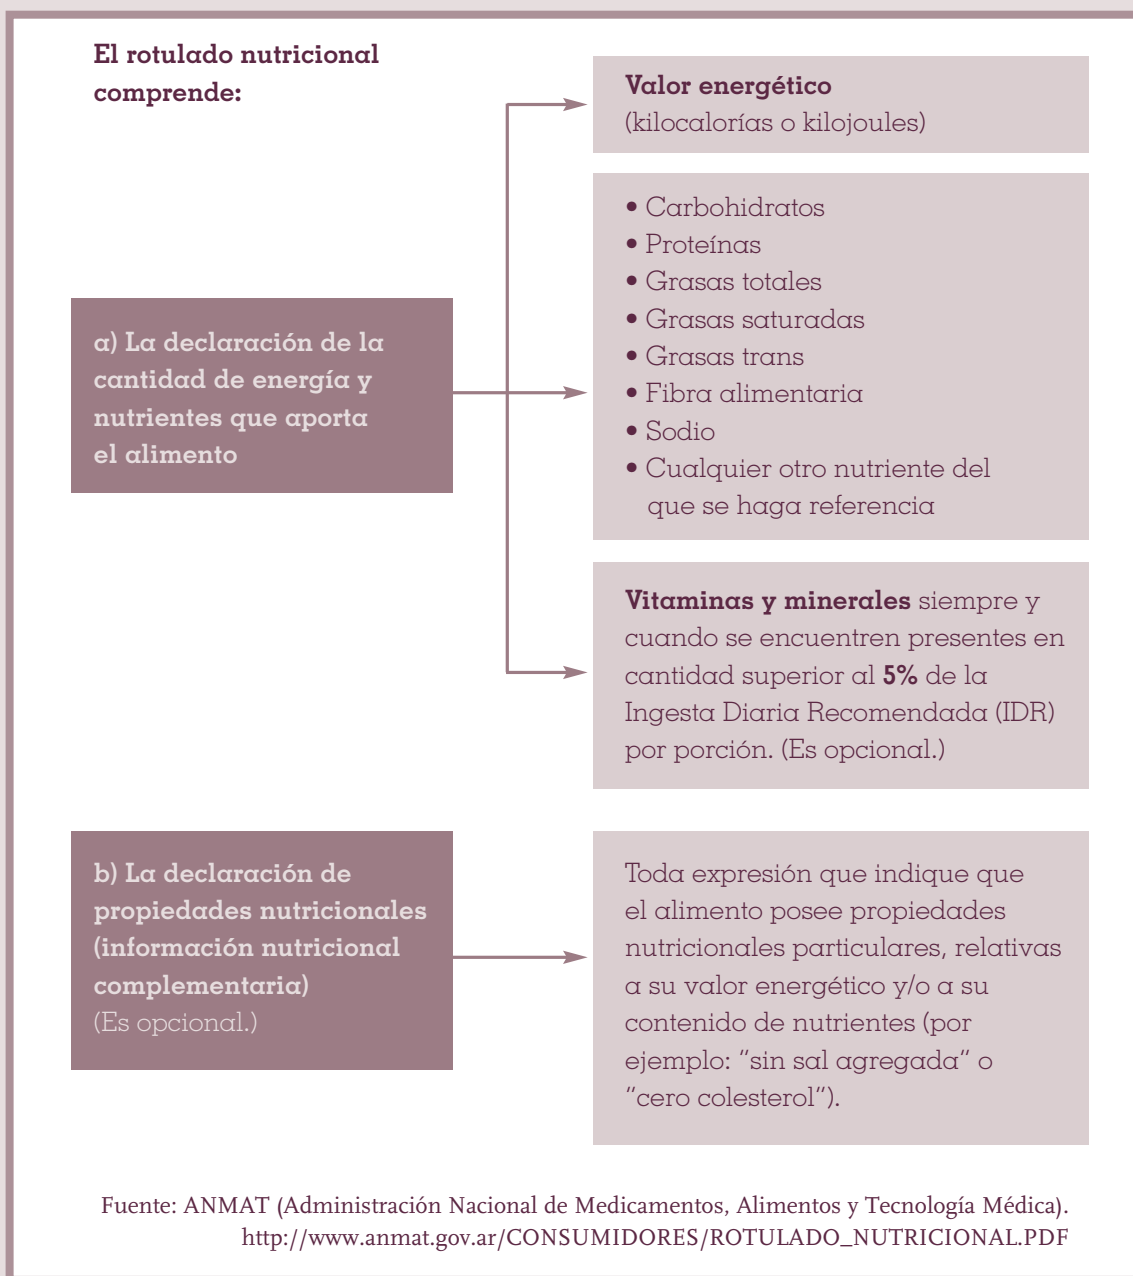 El rotulado nutricional
comprende:
Valor energético
(kilocalorías o kilojoules)
• Carbohidratos
• Proteínas
• Grasas totales
• Grasas saturadas
• Grasas trans
• Fibra alimentaria
• Sodio
• Cualquier otro nutriente del
que se haga referencia
a) La declaración de la
cantidad de energía y
nutrientes que aporta
el alimento
Vitaminas y minerales siempre y
cuando se encuentren presentes en
cantidad superior al 5% de la
Ingesta Diaria Recomendada (IDR)
por porción. (Es opcional.)
b) La declaración de
propiedades nutricionales
(información nutricional
complementaria)
(Es opcional.)
Toda expresión que indique que
el alimento posee propiedades
nutricionales particulares, relativas
a su valor energético y/o a su
contenido de nutrientes (por
ejemplo: “sin sal agregada” o
“cero colesterol”).
Fuente: ANMAT (Administración Nacional de Medicamentos, Alimentos y Tecnología Médica).
http://www.anmat.gov.ar/CONSUMIDORES/ROTULADO_NUTRICIONAL.PDF